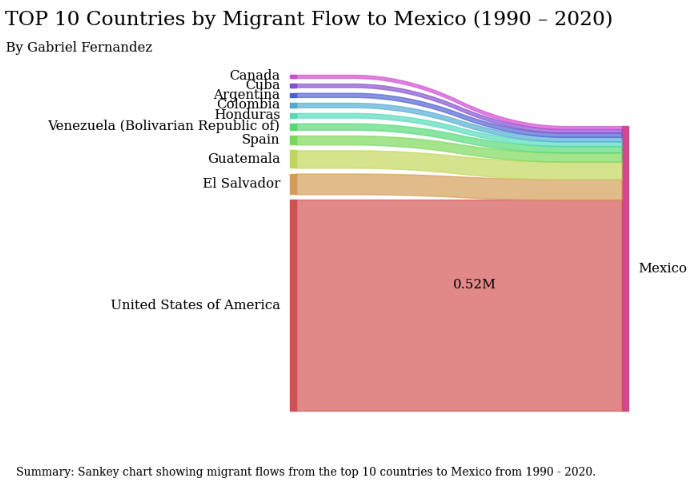 TOP 10 Countries by Migrant Flow to Mexico (1990 – 2020)
By Gabriel Fernandez
Canada
Cuba
Argentina
Colombia
Honduras
Venezuela (Bolivarian Republic of)
Spain
Guatemala
El Salvador
United States of America
0.52M
Mexico
Summary: Sankey chart showing migrant flows from the top 10 countries to Mexico from 1990 - 2020.